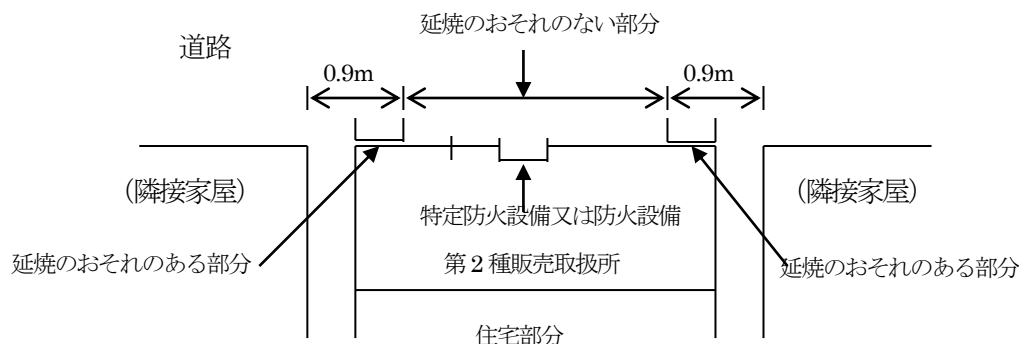 延焼のおそれのない部分
道路
0.9m
0.9m
(隣接家屋)
(隣接家屋)
特定防火設備又は防火設備
延焼のおそれのある部分
第2種販売取扱所
延焼のおそれのある部分
住宅部分